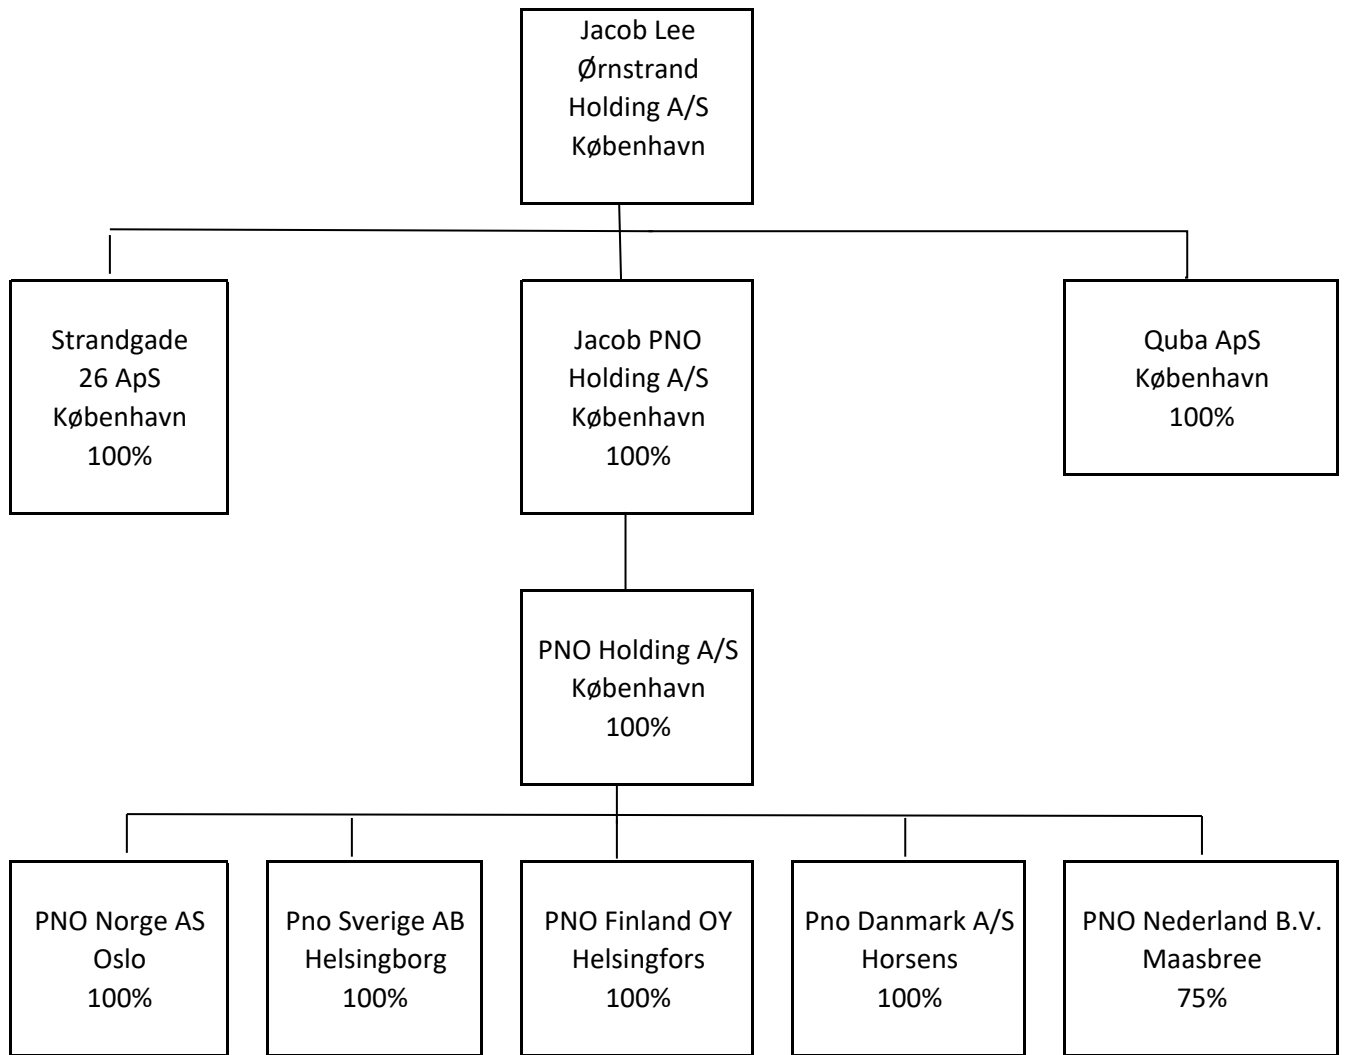 Jacob Lee
Ørnstrand
Holding A/S
København
Strandgade
26 ApS
København
100%
Jacob PNO
Holding A/S
København
100%
Quba ApS
København
100%
PNO Holding A/S
København
100%
PNO Norge AS
Oslo
100%
Pno Sverige AB
Helsingborg
100%
PNO Finland OY
Helsingfors
100%
Pno Danmark A/S
Horsens
100%
PNO Nederland B.V.
Maasbree
75%